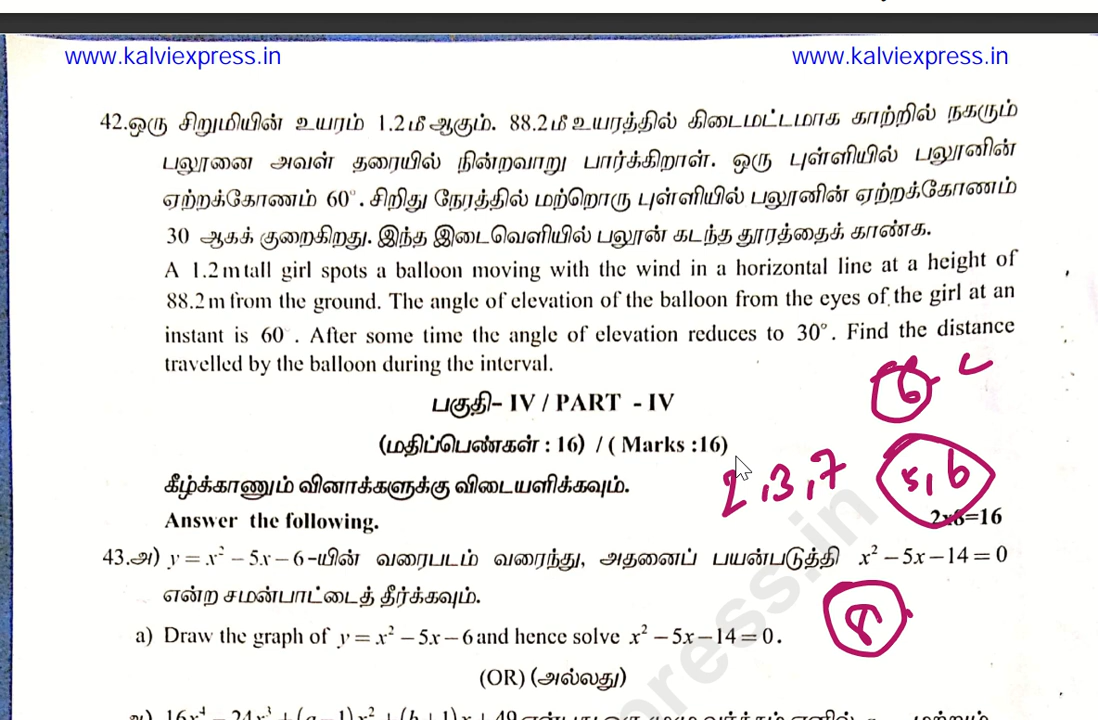 www.kalviexpress.in www.kalviexpress.in
42.ஒரு சிறுமியின் உயரம் 1.2மீ ஆகும். 88.2மீ உயரத்தில் கிடைமட்டமாக காற்றில் நகரும்
பலூனை அவள் தரையில் நின்றவாறு பார்க்கிறாள். ஒரு புள்ளியில் பலூனின்
ஏற்றக்கோணம் 60°. சிறிது நேரத்தில் மற்றொரு புள்ளியில் பலூனின் ஏற்றக்கோணம்
30 ஆகக் குறைகிறது. இந்த இடைவெளியில் பலூன் கடந்த தூரத்தைக் காண்க.
A 1.2m tall girl spots a balloon moving with the wind in a horizontal line at a height of
88.2m from the ground. The angle of elevation of the balloon from the eyes of the girl at an
instant is 60°. After some time the angle of elevation reduces to 30°. Find the distance
travelled by the balloon during the interval.
6
பகுதி- IV / PART - IV
(மதிப்பெண்கள் : 16) / ( Marks :16)
2,3,7 5,6
கீழ்க்காணும் வினாக்களுக்கு விடையளிக்கவும்.
Answer the following. 2x8=16
43.அ) y = x² – 5x – 6 -யின் வரைபடம் வரைந்து, அதனைப் பயன்படுத்தி x² – 5x – 14 = 0
என்ற சமன்பாட்டைத் தீர்க்கவும்.
8
a) Draw the graph of y = x² – 5x – 6 and hence solve x² – 5x – 14 = 0.
(OR) (அல்லது)